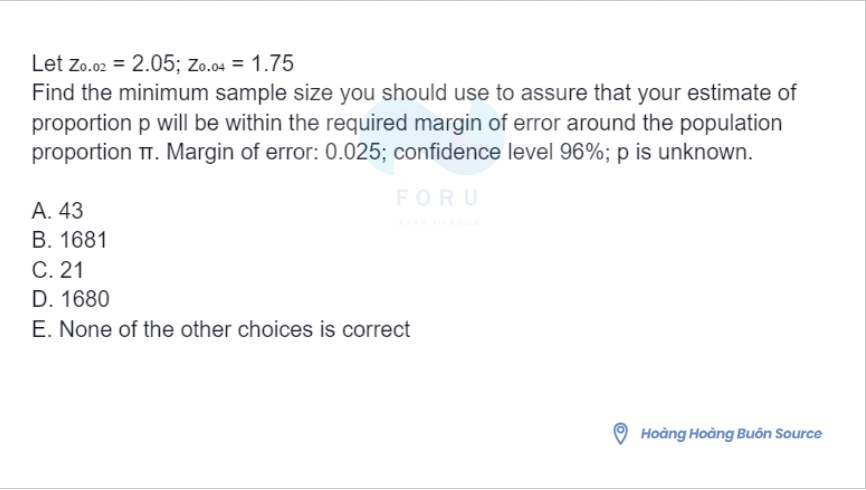 Let z₀.₀₂ = 2.05; z₀.₀₄ = 1.75
Find the minimum sample size you should use to assure that your estimate of
proportion p will be within the required margin of error around the population
proportion π. Margin of error: 0.025; confidence level 96%; p is unknown.
FORU
A. 43
B. 1681
C. 21
D. 1680
E. None of the other choices is correct
Hoàng Hoàng Buôn Source